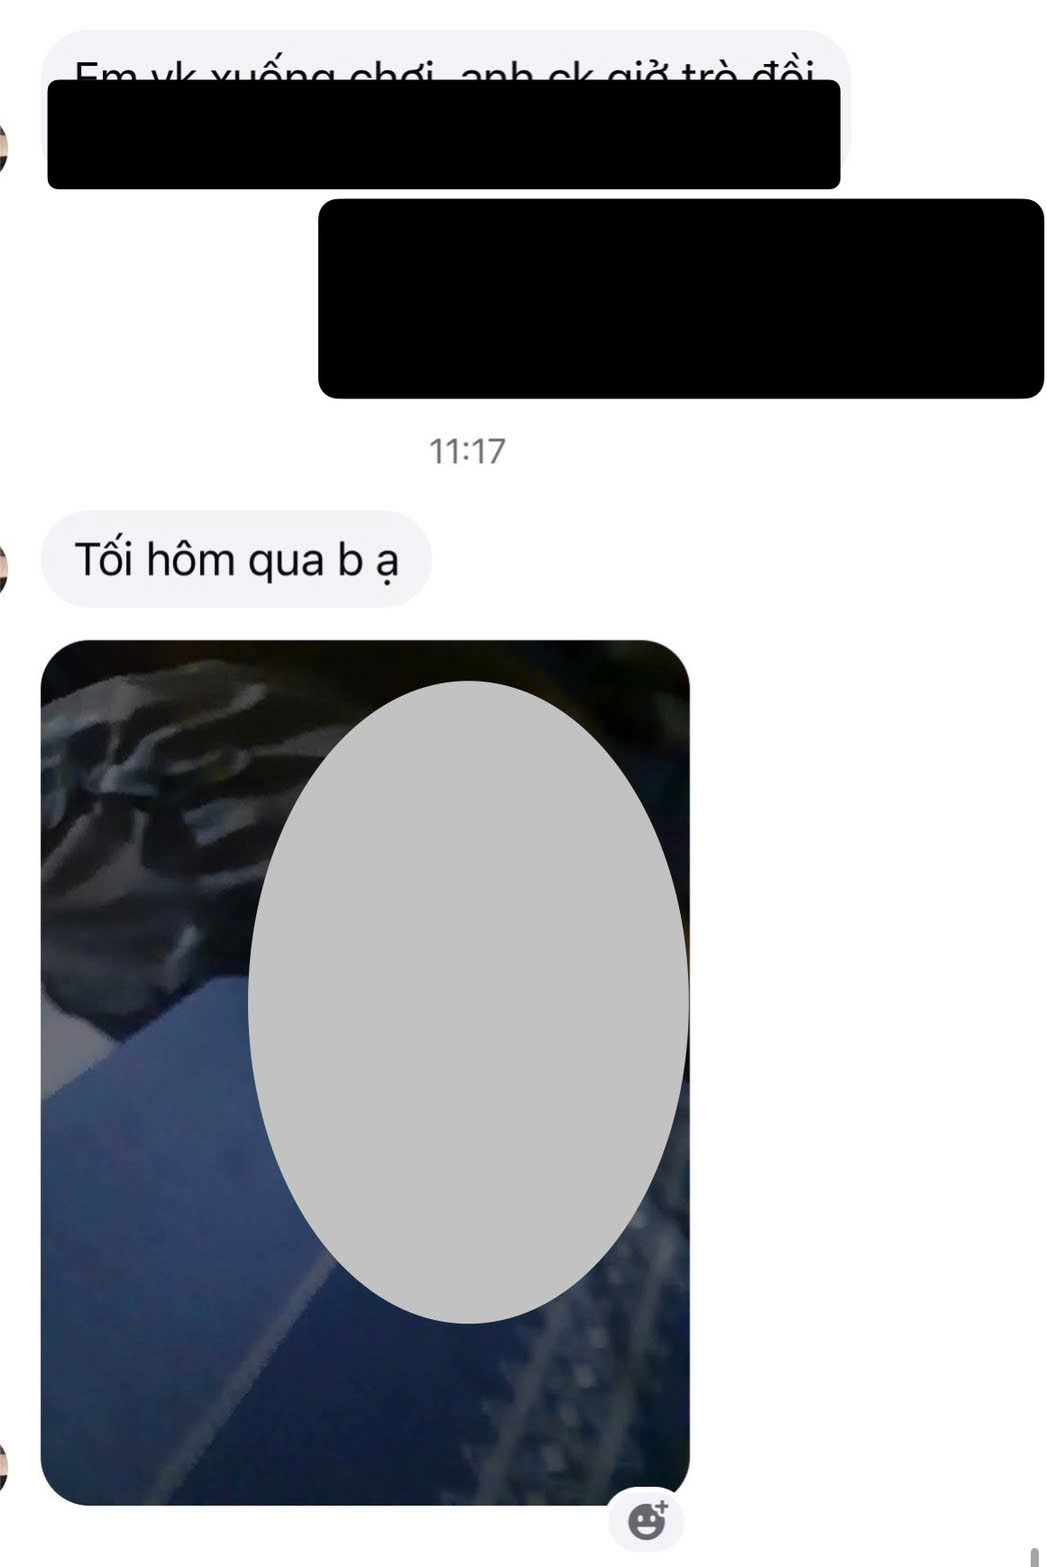 Em vk xuống chơi, anh ck giở trò đồi
11:17
Tối hôm qua b ạ